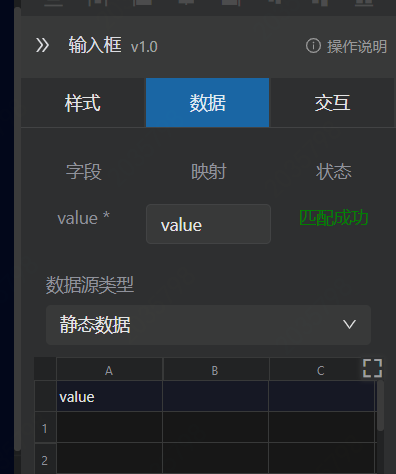 输入框 v1.0 操作说明
样式 数据 交互
字段 映射 状态
value * value 匹配成功
数据源类型
静态数据
A B C
value
1
2